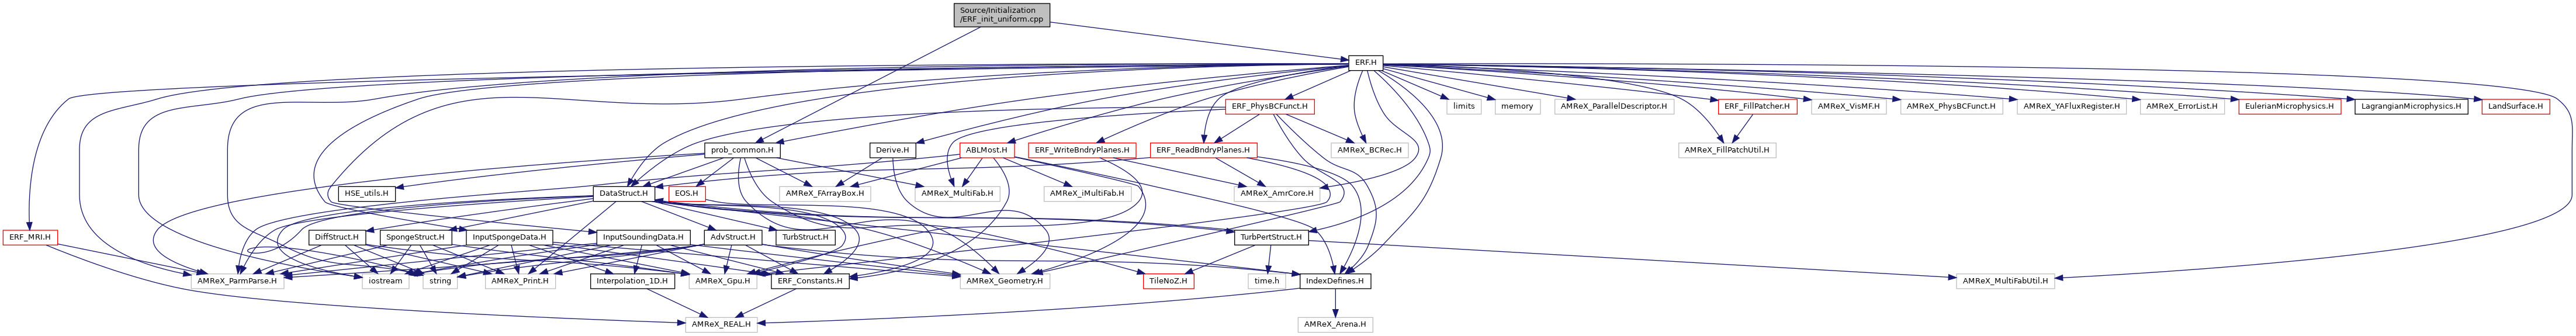 Source/Initialization
/ERF_init_uniform.cpp
ERF.H
ERF_PhysBCFunct.H
limits
memory
AMReX_ParallelDescriptor.H
ERF_FillPatcher.H
AMReX_VisMF.H
AMReX_PhysBCFunct.H
AMReX_YAFluxRegister.H
AMReX_ErrorList.H
EulerianMicrophysics.H
LagrangianMicrophysics.H
LandSurface.H
prob_common.H
Derive.H
ABLMost.H
ERF_WriteBndryPlanes.H
ERF_ReadBndryPlanes.H
AMReX_BCRec.H
AMReX_FillPatchUtil.H
HSE_utils.H
DataStruct.H
EOS.H
AMReX_FArrayBox.H
AMReX_MultiFab.H
AMReX_iMultiFab.H
AMReX_AmrCore.H
ERF_MRI.H
DiffStruct.H
SpongeStruct.H
InputSpongeData.H
InputSoundingData.H
AdvStruct.H
TurbStruct.H
TurbPertStruct.H
AMReX_ParmParse.H
iostream
string
AMReX_Print.H
Interpolation_1D.H
AMReX_Gpu.H
ERF_Constants.H
AMReX_Geometry.H
TileNoZ.H
time.h
IndexDefines.H
AMReX_MultiFabUtil.H
AMReX_REAL.H
AMReX_Arena.H